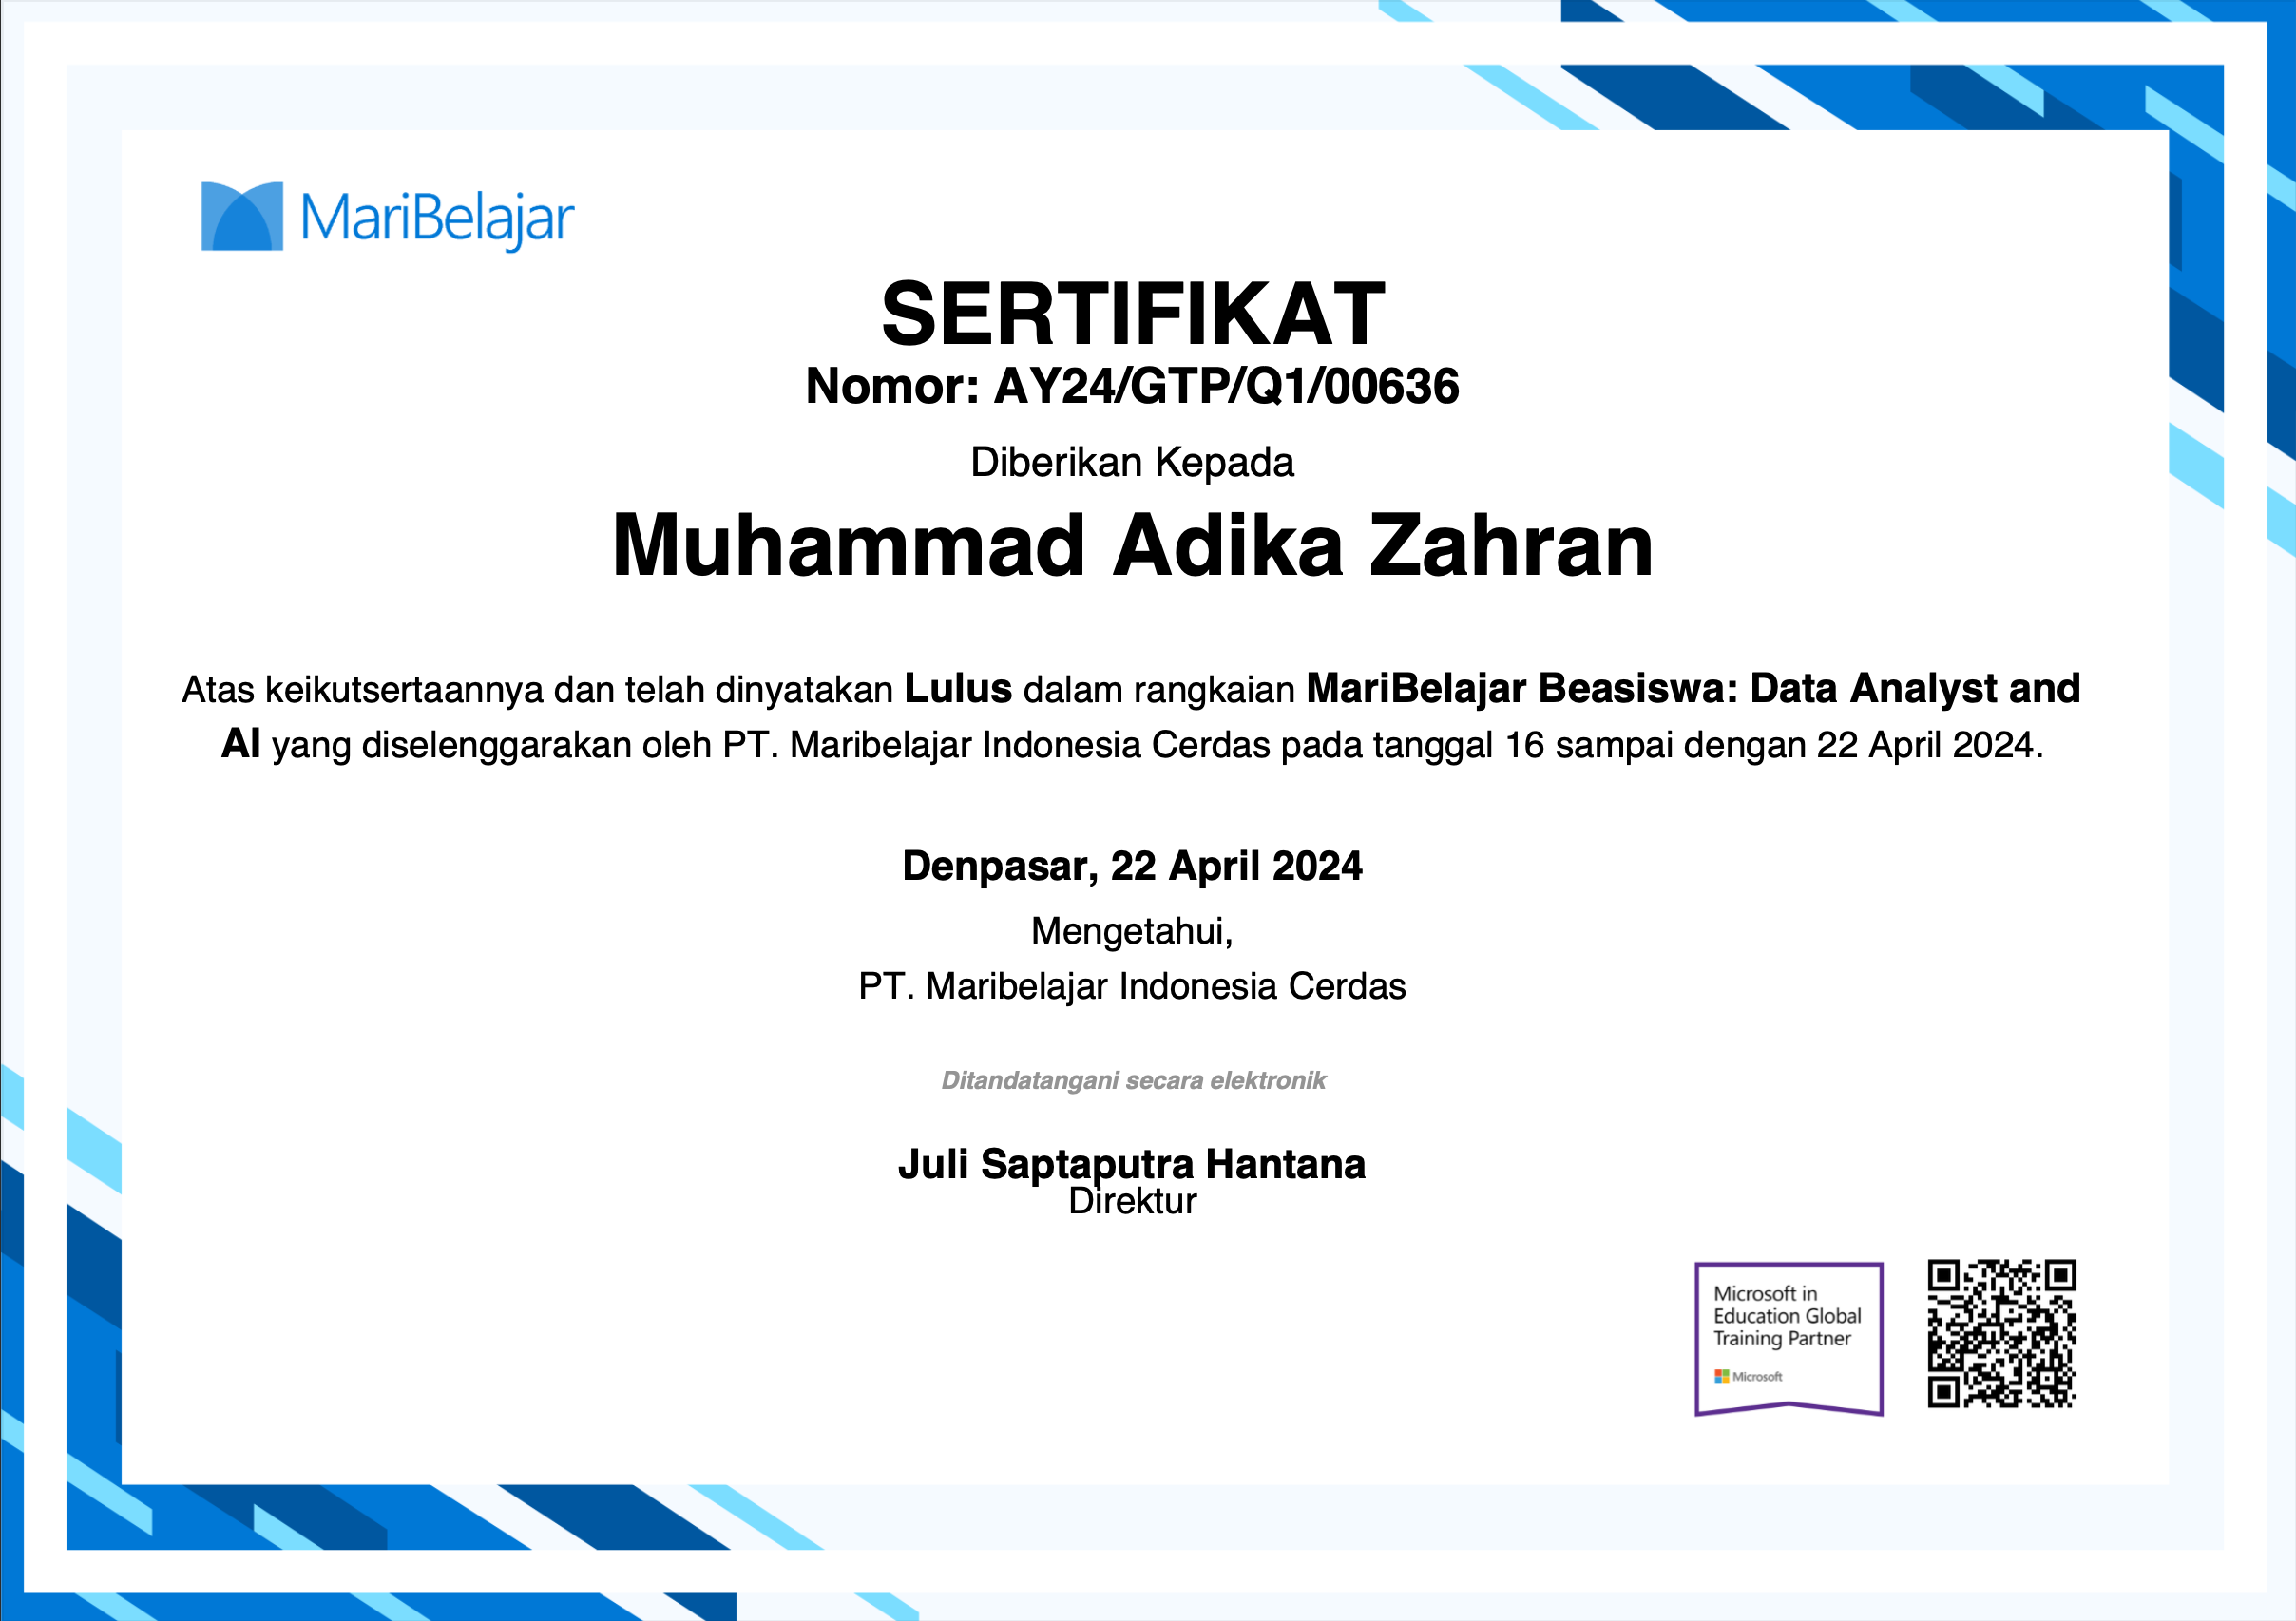 MariBelajar
SERTIFIKAT
Nomor: AY24/GTP/Q1/00636
Diberikan Kepada
Muhammad Adika Zahran
Atas keikutsertaannya dan telah dinyatakan Lulus dalam rangkaian MariBelajar Beasiswa: Data Analyst and
AI yang diselenggarakan oleh PT. Maribelajar Indonesia Cerdas pada tanggal 16 sampai dengan 22 April 2024.
Denpasar, 22 April 2024
Mengetahui,
PT. Maribelajar Indonesia Cerdas
Ditandatangani secara elektronik
Juli Saptaputra Hantana
Direktur
Microsoft in
Education Global
Training Partner
Microsoft